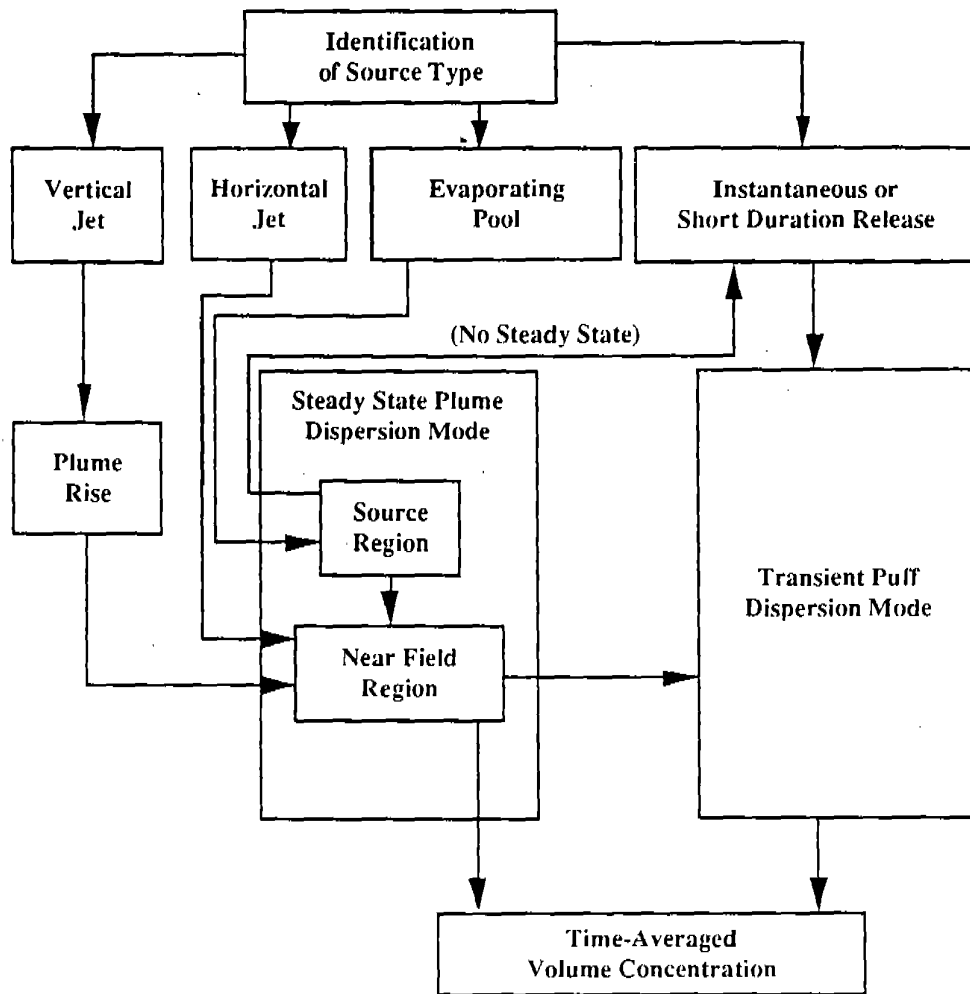 Identification
of Source Type
Vertical
Jet
Horizontal
Jet
Evaporating
Pool
Instantaneous or
Short Duration Release
(No Steady State)
Steady State Plume
Dispersion Mode
Plume
Rise
Source
Region
Transient Puff
Dispersion Mode
Near Field
Region
Time-Averaged
Volume Concentration